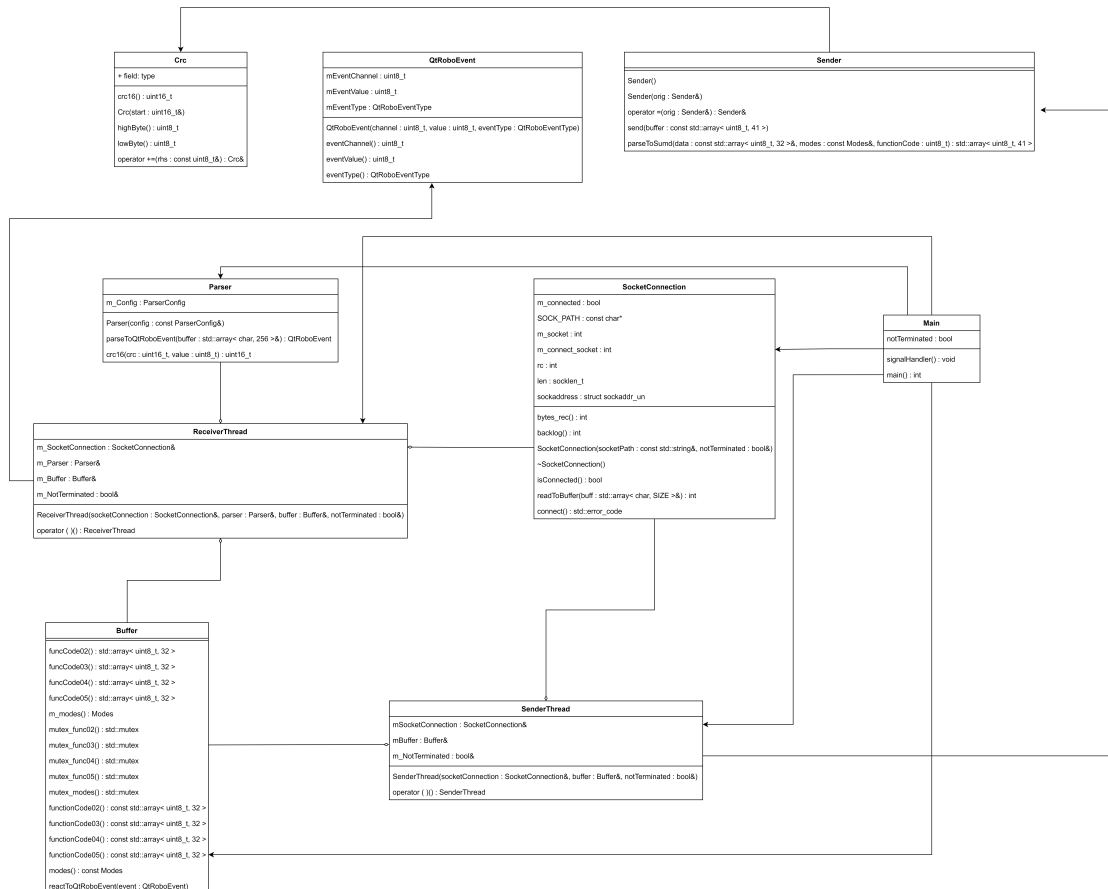 Crc
+ field: type
crc16() : uint16_t
Crc(start : uint16_t&)
highByte() : uint8_t
lowByte() : uint8_t
operator +=(rhs : const uint8_t&) : Crc&
QtRoboEvent
mEventChannel : uint8_t
mEventValue : uint8_t
mEventType : QtRoboEventType
QtRoboEvent(channel : uint8_t, value : uint8_t, eventType : QtRoboEventType)
eventChannel() : uint8_t
eventValue() : uint8_t
eventType() : QtRoboEventType
Sender
Sender()
Sender(orig : Sender&)
operator =(orig : Sender&) : Sender&
send(buffer : const std::array< uint8_t, 41 >)
parseToSumd(data : const std::array< uint8_t, 32 >&, modes : const Modes&, functionCode : uint8_t) : std::array< uint8_t, 41 >
Parser
m_Config : ParserConfig
Parser(config : const ParserConfig&)
parseToQtRoboEvent(buffer : std::array< char, 256 >&) : QtRoboEvent
crc16(crc : uint16_t, value : uint8_t) : uint16_t
SocketConnection
m_connected : bool
SOCK_PATH : const char*
m_socket : int
m_connect_socket : int
rc : int
len : socklen_t
sockaddress : struct sockaddr_un
bytes_rec() : int
backlog() : int
SocketConnection(socketPath : const std::string&, notTerminated : bool&)
~SocketConnection()
isConnected() : bool
readToBuffer(buff : std::array< char, SIZE >&) : int
connect() : std::error_code
Main
notTerminated : bool
signalHandler() : void
main() : int
ReceiverThread
m_SocketConnection : SocketConnection&
m_Parser : Parser&
m_Buffer : Buffer&
m_NotTerminated : bool&
ReceiverThread(socketConnection : SocketConnection&, parser : Parser&, buffer : Buffer&, notTerminated : bool&)
operator ( )() : ReceiverThread
Buffer
funcCode02() : std::array< uint8_t, 32 >
funcCode03() : std::array< uint8_t, 32 >
funcCode04() : std::array< uint8_t, 32 >
funcCode05() : std::array< uint8_t, 32 >
m_modes() : Modes
mutex_func02() : std::mutex
mutex_func03() : std::mutex
mutex_func04() : std::mutex
mutex_func05() : std::mutex
mutex_modes() : std::mutex
functionCode02() : const std::array< uint8_t, 32 >
functionCode03() : const std::array< uint8_t, 32 >
functionCode04() : const std::array< uint8_t, 32 >
functionCode05() : const std::array< uint8_t, 32 >
modes() : const Modes
reactToQtRoboEvent(event : QtRoboEvent)
SenderThread
mSocketConnection : SocketConnection&
mBuffer : Buffer&
m_NotTerminated : bool&
SenderThread(socketConnection : SocketConnection&, buffer : Buffer&, notTerminated : bool&)
operator ( )() : SenderThread